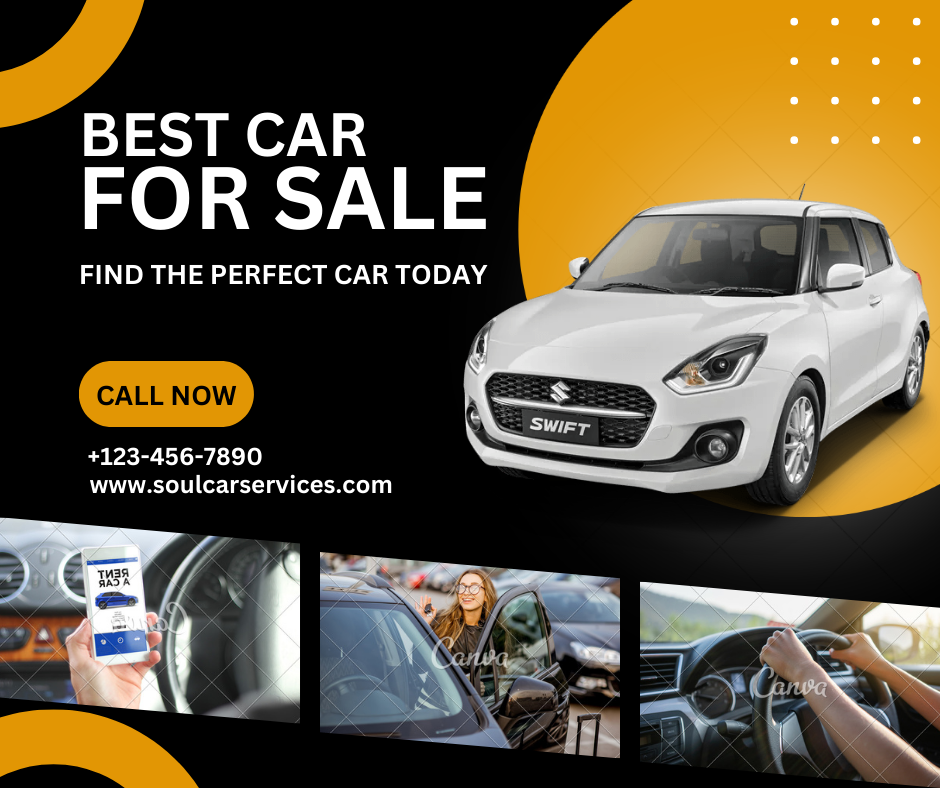 BEST CAR
FOR SALE
FIND THE PERFECT CAR TODAY
SWIFT
CALL NOW
+123-456-7890
www.soulcarservices.com
RENT
A CAR
Canva
Canva
Canva